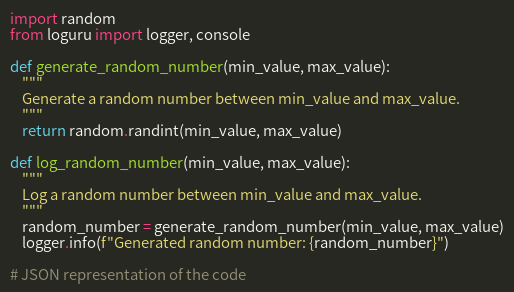 import random
from loguru import logger, console

def generate_random_number(min_value, max_value):
    """
    Generate a random number between min_value and max_value.
    """
    return random.randint(min_value, max_value)

def log_random_number(min_value, max_value):
    """
    Log a random number between min_value and max_value.
    """
    random_number = generate_random_number(min_value, max_value)
    logger.info(f"Generated random number: {random_number}")

# JSON representation of the code